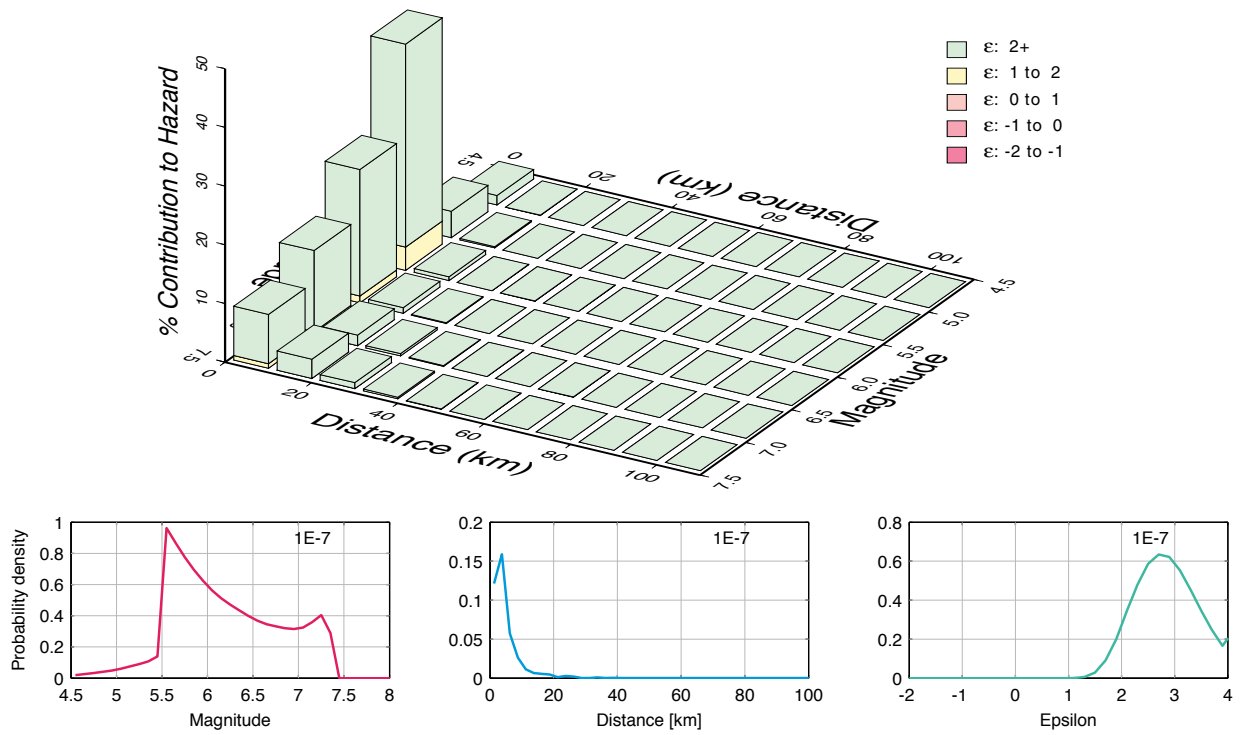 ε: 2+
ε: 1 to 2
ε: 0 to 1
ε: -1 to 0
ε: -2 to -1
% Contribution to Hazard
50
40
30
20
10
0
20
40
60
80
100
Distance (km)
4.5
4.5
5.0
5.5
6.0
6.5
7.0
7.5
Magnitude
7.5
0
20
40
60
80
100
Distance (km)
Probability density
1
0.8
0.6
0.4
0.2
0
1E-7
4.5 5 5.5 6 6.5 7 7.5 8
Magnitude
0.2
0.15
0.1
0.05
0
1E-7
0 20 40 60 80 100
Distance [km]
0.8
0.6
0.4
0.2
0
1E-7
-2 -1 0 1 2 3 4
Epsilon